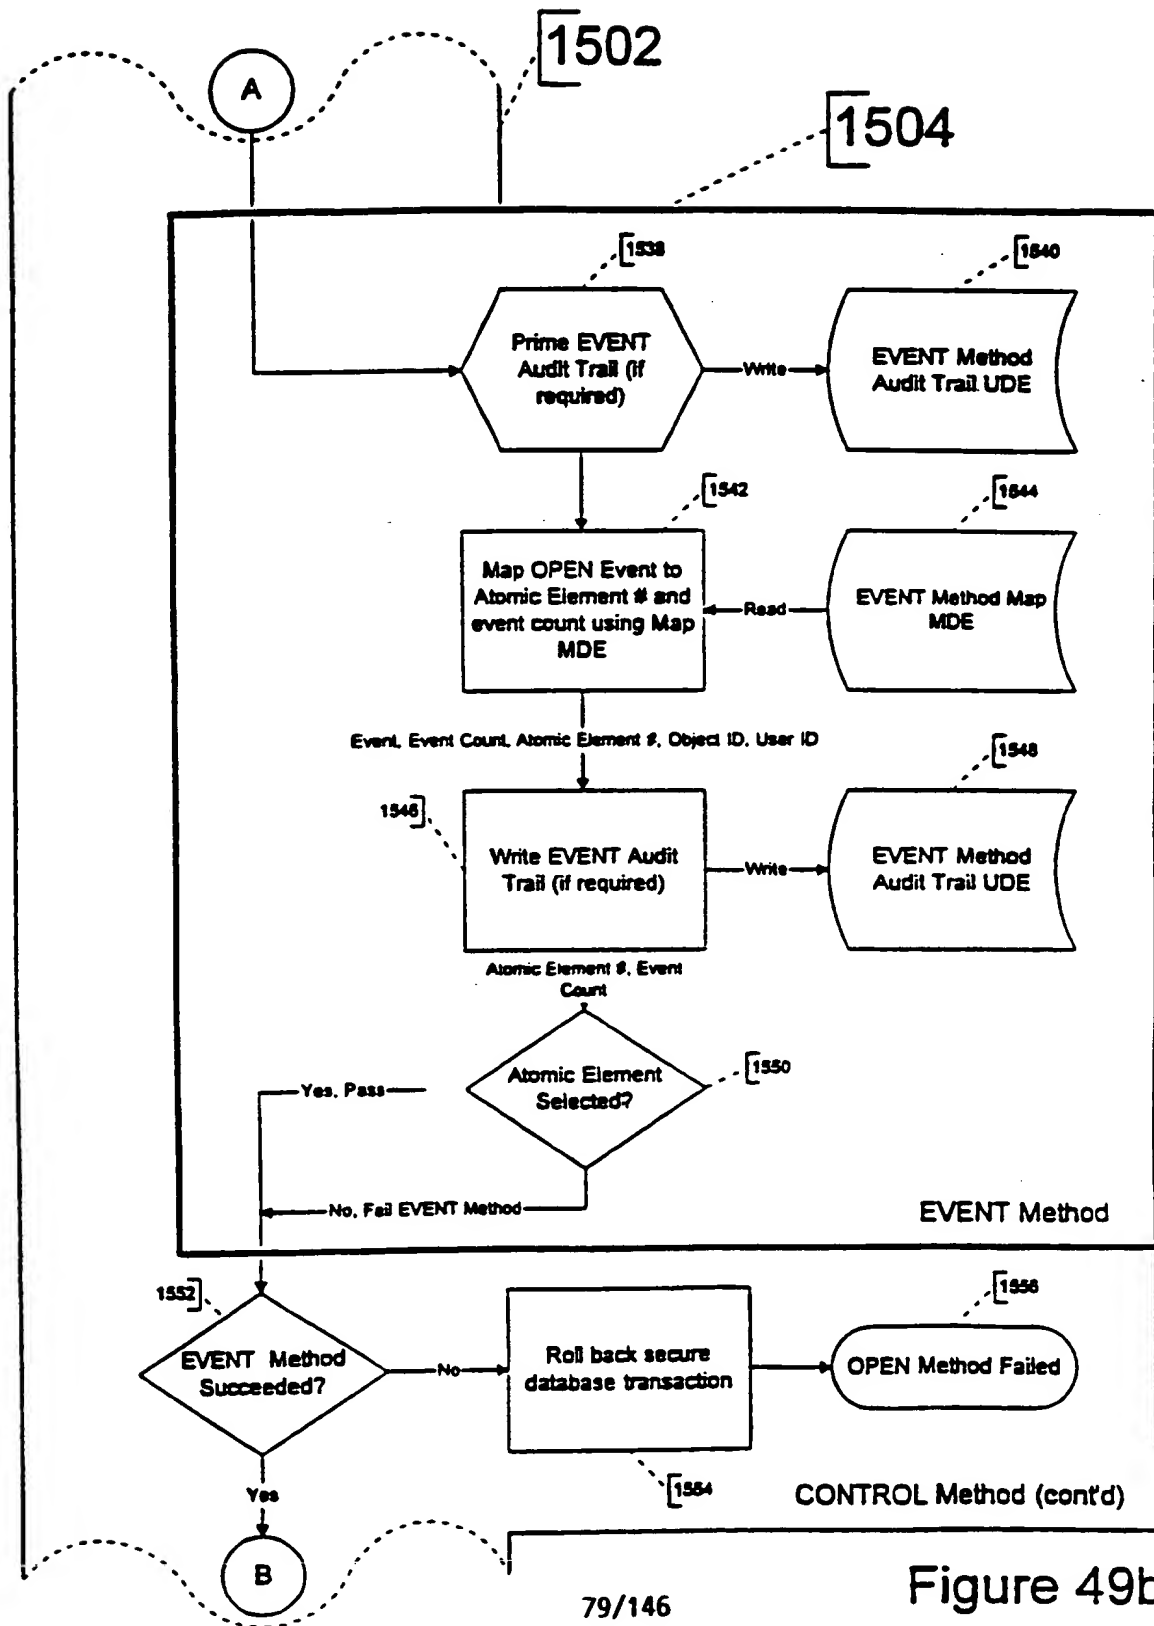 1502
A
1504
1538
1540
Prime EVENT
Audit Trail (if
required)
Write
EVENT Method
Audit Trail UDE
1542
1544
Map OPEN Event to
Atomic Element # and
event count using Map
MDE
Read
EVENT Method Map
MDE
Event, Event Count, Atomic Element #, Object ID, User ID
1548
1546
Write EVENT Audit
Trail (if required)
Write
EVENT Method
Audit Trail UDE
Atomic Element #, Event
Count
1550
Atomic Element
Selected?
Yes, Pass
No, Fail EVENT Method
EVENT Method
1552
1556
EVENT Method
Succeeded?
No
Roll back secure
database transaction
OPEN Method Failed
1554
Yes
CONTROL Method (cont'd)
B
Figure 49b
79/146